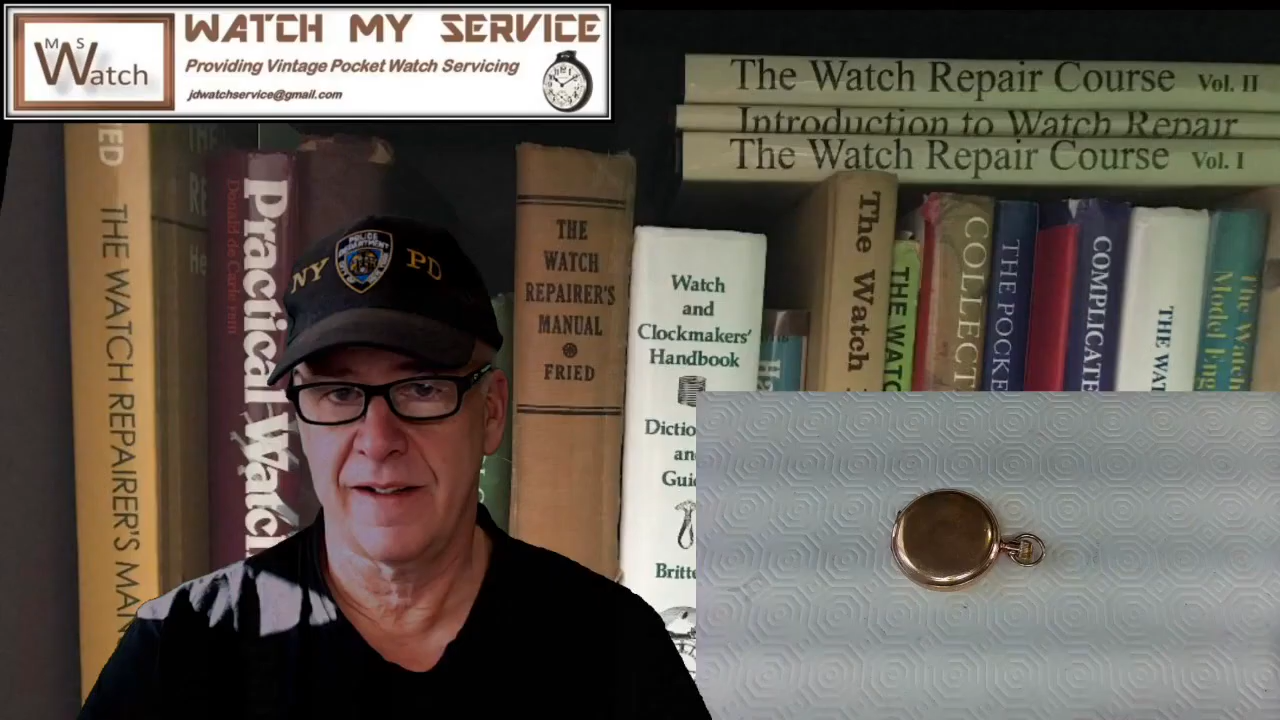 WATCH MY SERVICE
M S
Watch
Providing Vintage Pocket Watch Servicing
jdwatchservice@gmail.com
The Watch Repair Course Vol. II
Introduction to Watch Repair
The Watch Repair Course Vol. I
THE WATCH REPAIRER'S MAN
Practical Watch
Donald de Carle
NY
POLICE
DEPARTMENT
PD
THE
WATCH
REPAIRER'S
MANUAL
FRIED
Watch
and
Clockmakers'
Handbook
Dictio
and
Gui
Britte
The Watch
THE WATC
COLLECT
THE POCKE
COMPLICATE
THE WAT
The Watch
Model Eng